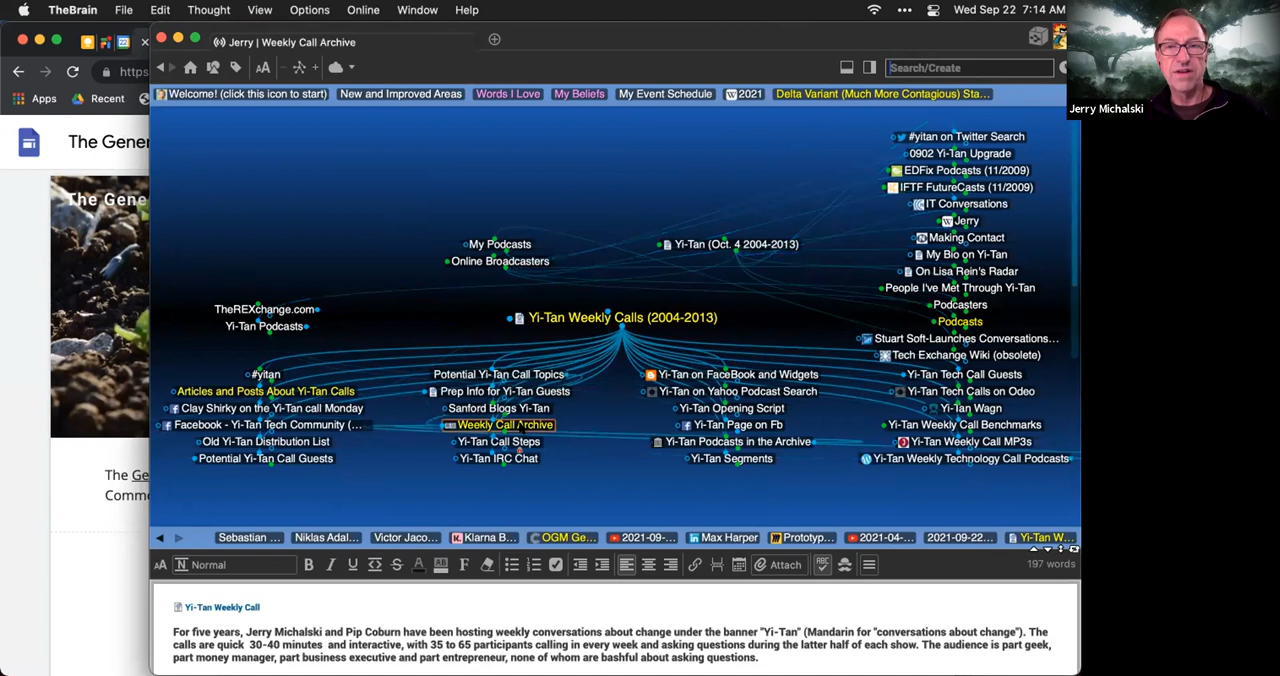 TheBrain File Edit Thought View Options Online Window Help
Wed Sep 22 7:14 AM
Jerry | Weekly Call Archive
https
Search/Create
Jerry Michalski
Apps Recent
Welcome! (click this icon to start) New and Improved Areas Words I Love My Beliefs My Event Schedule 2021 Delta Variant (Much More Contagious) Sta...
The Gener
The Gene
#yitan on Twitter Search
0902 Yi-Tan Upgrade
EDFix Podcasts (11/2009)
IFTF FutureCasts (11/2009)
IT Conversations
Jerry
Making Contact
My Bio on Yi-Tan
On Lisa Rein's Radar
People I've Met Through Yi-Tan
Podcasters
Podcasts
Stuart Soft-Launches Conversations...
Tech Exchange Wiki (obsolete)
My Podcasts
Online Broadcasters
Yi-Tan (Oct. 4 2004-2013)
TheREXchange.com
Yi-Tan Podcasts
Yi-Tan Weekly Calls (2004-2013)
#yitan
Articles and Posts About Yi-Tan Calls
Clay Shirky on the Yi-Tan call Monday
Facebook - Yi-Tan Tech Community (...
Old Yi-Tan Distribution List
Potential Yi-Tan Call Guests
Potential Yi-Tan Call Topics
Prep Info for Yi-Tan Guests
Sanford Blogs Yi-Tan
Weekly Call Archive
Yi-Tan Call Steps
Yi-Tan IRC Chat
Yi-Tan on FaceBook and Widgets
Yi-Tan on Yahoo Podcast Search
Yi-Tan Opening Script
Yi-Tan Page on Fb
Yi-Tan Podcasts in the Archive
Yi-Tan Segments
Yi-Tan Tech Call Guests
Yi-Tan Tech Calls on Odeo
Yi-Tan Wagn
Yi-Tan Weekly Call Benchmarks
Yi-Tan Weekly Call MP3s
Yi-Tan Weekly Technology Call Podcasts
The Ge
Comme
Sebastian ... Niklas Adal... Victor Jaco... Klarna B... OGM Ge... 2021-09-... Max Harper Prototyp... 2021-04-... 2021-09-22... Yi-Tan W...
Normal
Attach
197 words
Yi-Tan Weekly Call
For five years, Jerry Michalski and Pip Coburn have been hosting weekly conversations about change under the banner "Yi-Tan" (Mandarin for "conversations about change"). The
calls are quick 30-40 minutes and interactive, with 35 to 65 participants calling in every week and asking questions during the latter half of each show. The audience is part geek,
part money manager, part business executive and part entrepreneur, none of whom are bashful about asking questions.